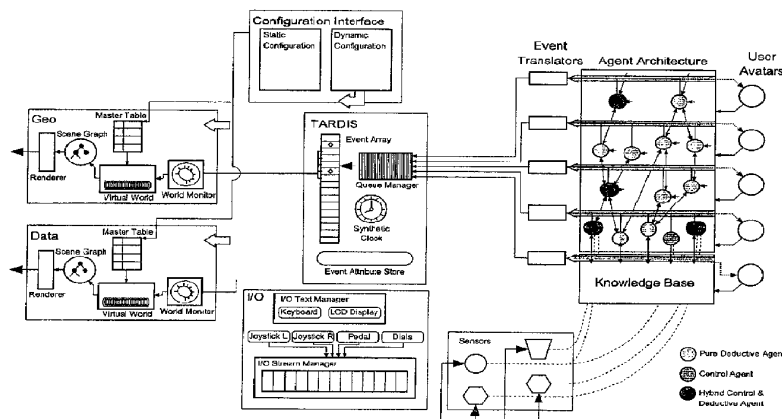 Configuration Interface
Static
Configuration
Dynamic
Configuration
Event
Translators
Agent Architecture
User
Avatars
Geo
Master Table
Scene Graph
Renderer
Virtual World
World Monitor
TARDIS
Event Array
Queue Manager
Synthetic
Clock
Event Attribute Store
Data
Master Table
Scene Graph
Renderer
Virtual World
World Monitor
Knowledge Base
I/O
I/O Text Manager
Keyboard
LCD Display
Joystick L
Joystick R
Pedal
Dials
I/O Stream Manager
Sensors
Pure Deductive Agen
Control Agent
Hybrid Control &
Deductive Agent